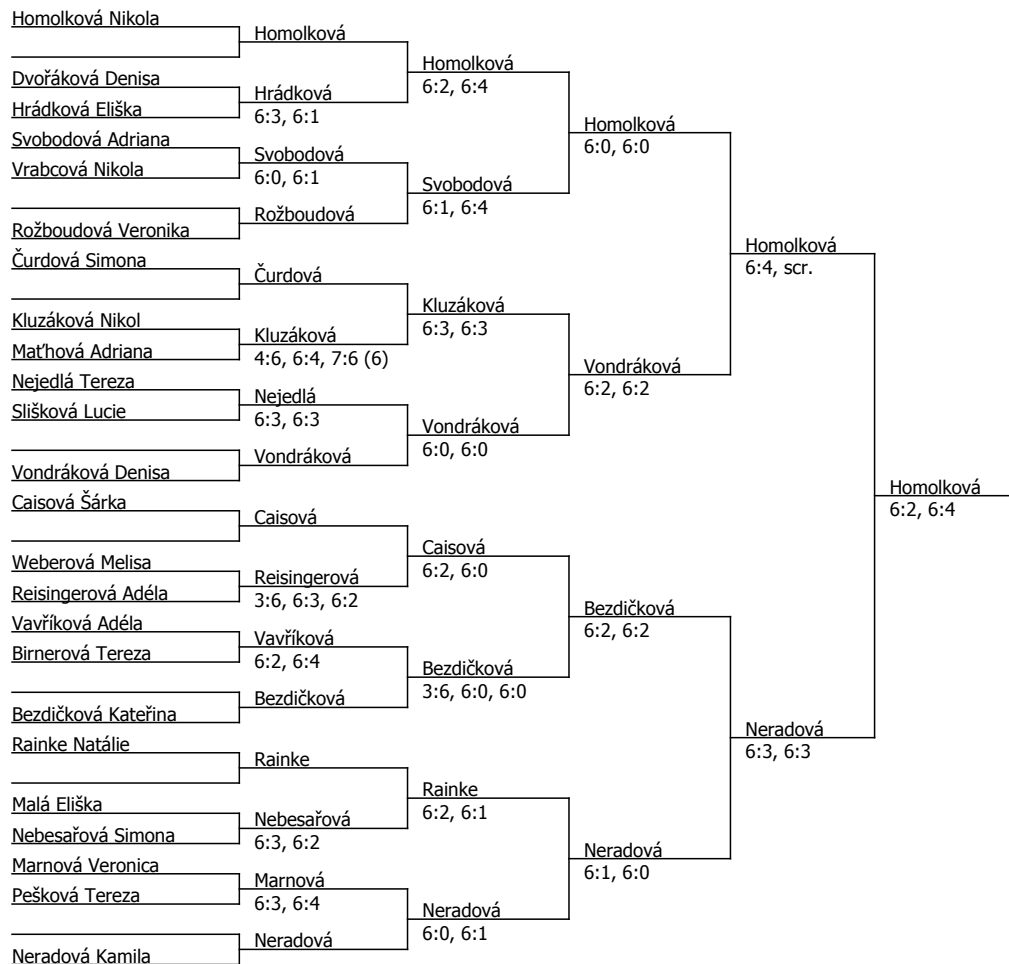 Homolková Nikola
Dvořáková Denisa
Hrádková Eliška
Svobodová Adriana
Vrabcová Nikola
Rožboudová Veronika
Čurdová Simona
Kluzáková Nikol
Maťhová Adriana
Nejedlá Tereza
Slišková Lucie
Vondráková Denisa
Caisová Šárka
Weberová Melisa
Reisingerová Adéla
Vavříková Adéla
Birnerová Tereza
Bezdičková Kateřina
Rainke Natálie
Malá Eliška
Nebesařová Simona
Marnová Veronica
Pešková Tereza
Neradová Kamila
Homolková
Hrádková
6:3, 6:1
Svobodová
6:0, 6:1
Rožboudová
Čurdová
Kluzáková
4:6, 6:4, 7:6 (6)
Nejedlá
6:3, 6:3
Vondráková
Caisová
Reisingerová
3:6, 6:3, 6:2
Vavříková
6:2, 6:4
Bezdičková
Rainke
Nebesařová
6:3, 6:2
Marnová
6:3, 6:4
Neradová
Homolková
6:2, 6:4
Svobodová
6:1, 6:4
Kluzáková
6:3, 6:3
Vondráková
6:0, 6:0
Caisová
6:2, 6:0
Bezdičková
3:6, 6:0, 6:0
Rainke
6:2, 6:1
Neradová
6:0, 6:1
Homolková
6:0, 6:0
Vondráková
6:2, 6:2
Bezdičková
6:2, 6:2
Neradová
6:1, 6:0
Homolková
6:4, scr.
Neradová
6:3, 6:3
Homolková
6:2, 6:4